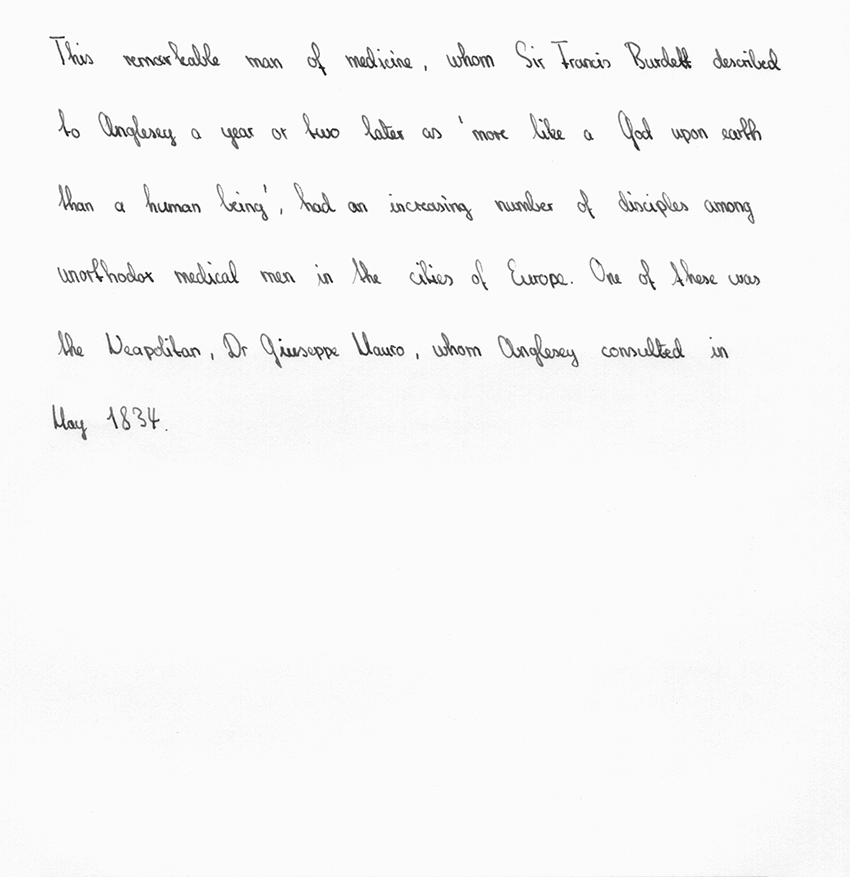 This remarkable man of medicine, whom Sir Francis Burdett described
to Anglesey a year or two later as 'more like a God upon earth
than a human being', had an increasing number of disciples among
unorthodox medical men in the cities of Europe. One of these was
the Neapolitan, Dr Giuseppe Mauro, whom Anglesey consulted in
May 1834.